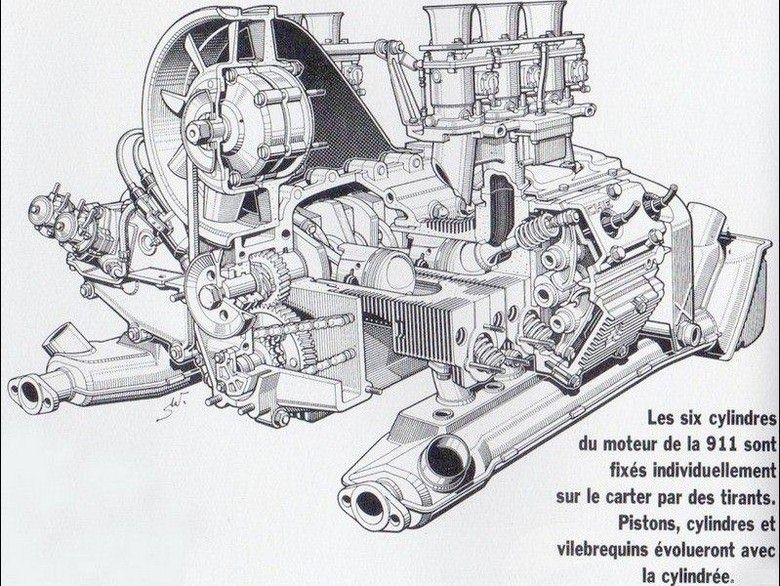 Les six cylindres
du moteur de la 911 sont
fixés individuellement
sur le carter par des tirants.
Pistons, cylindres et
vilebrequins évolueront avec
la cylindrée.